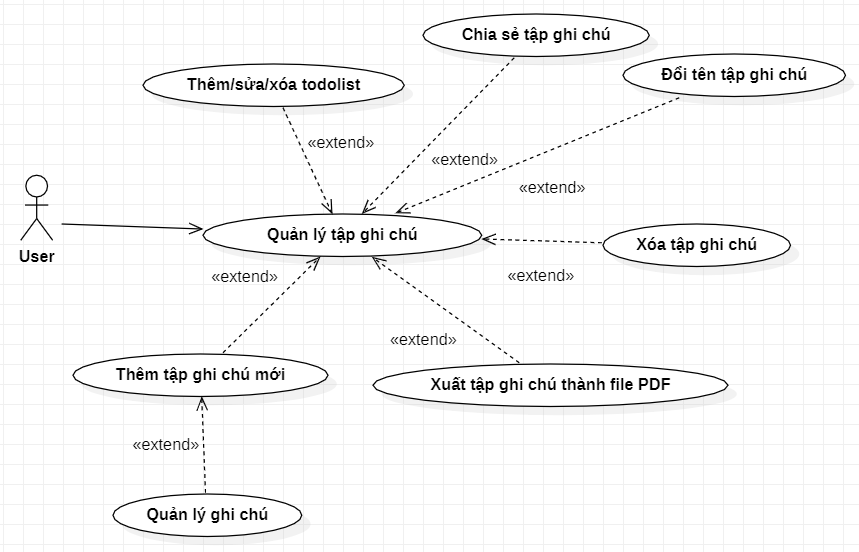 Chia sẻ tập ghi chú
Đổi tên tập ghi chú
Thêm/sửa/xóa todolist
«extend»
«extend»
«extend»
User
Quản lý tập ghi chú
Xóa tập ghi chú
«extend»
«extend»
«extend»
Thêm tập ghi chú mới
Xuất tập ghi chú thành file PDF
«extend»
Quản lý ghi chú